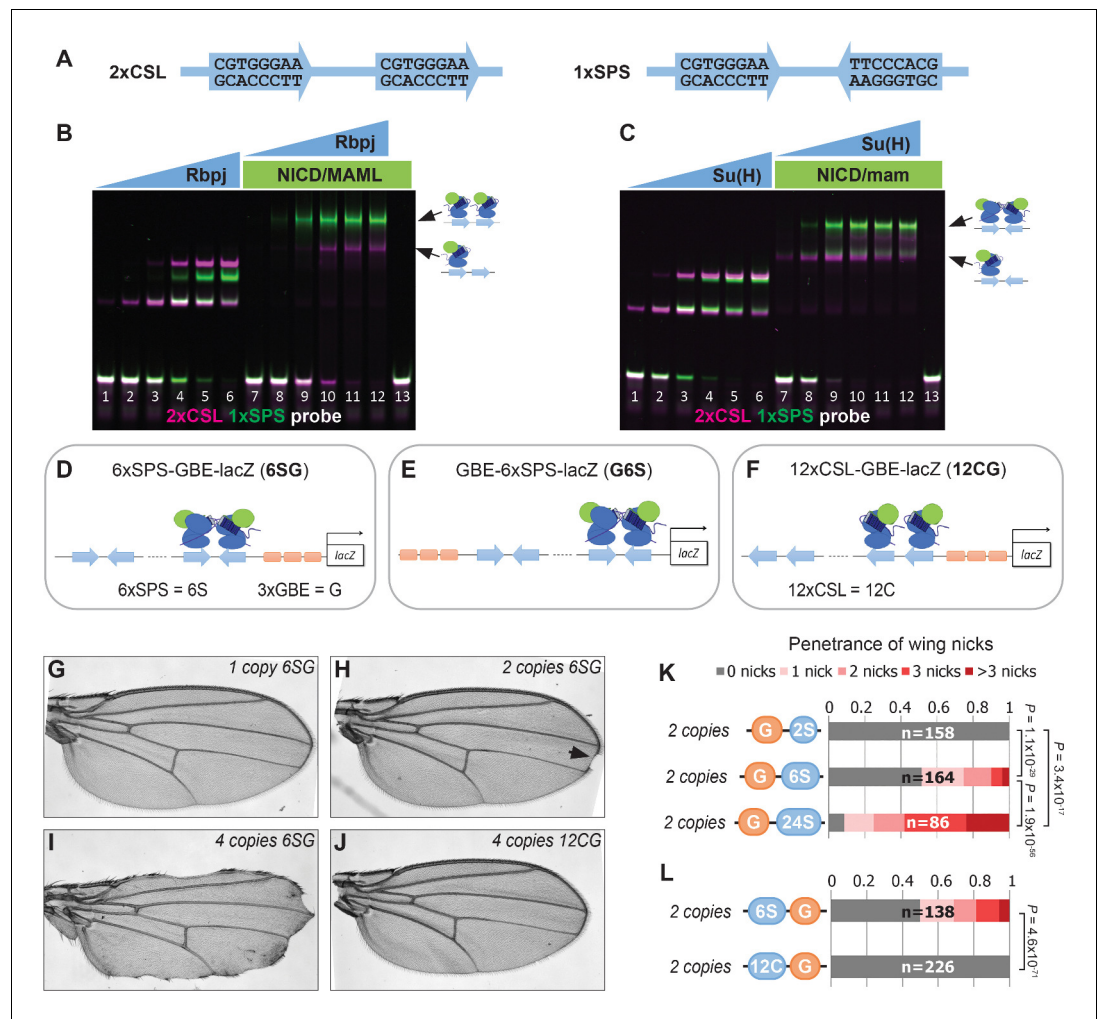 A
2xCSL
CGTGGGAA
GCACCCTT
CGTGGGAA
GCACCCTT
1xSPS
CGTGGGAA
GCACCCTT
TTCCCACG
AAGGGTGC
B
Rbpj
Rbpj
NICD/MAML
1 2 3 4 5 6 7 8 9 10 11 12 13
2xCSL 1xSPS probe
C
Su(H)
Su(H)
NICD/mam
1 2 3 4 5 6 7 8 9 10 11 12 13
2xCSL 1xSPS probe
D
6xSPS-GBE-lacZ (6SG)
lacZ
6xSPS = 6S
3xGBE = G
E
GBE-6xSPS-lacZ (G6S)
lacZ
F
12xCSL-GBE-lacZ (12CG)
lacZ
12xCSL = 12C
G
1 copy 6SG
H
2 copies 6SG
I
4 copies 6SG
J
4 copies 12CG
Penetrance of wing nicks
K
0 nicks 1 nick 2 nicks 3 nicks >3 nicks
0 0.2 0.4 0.6 0.8 1
2 copies G 2S n=158
2 copies G 6S n=164
2 copies G 24S n=86
P = 1.1x10-29
P = 1.9x10-56
P = 3.4x10-17
L
0 0.2 0.4 0.6 0.8 1
2 copies 6S G n=138
2 copies 12C G n=226
P = 4.6x10-71